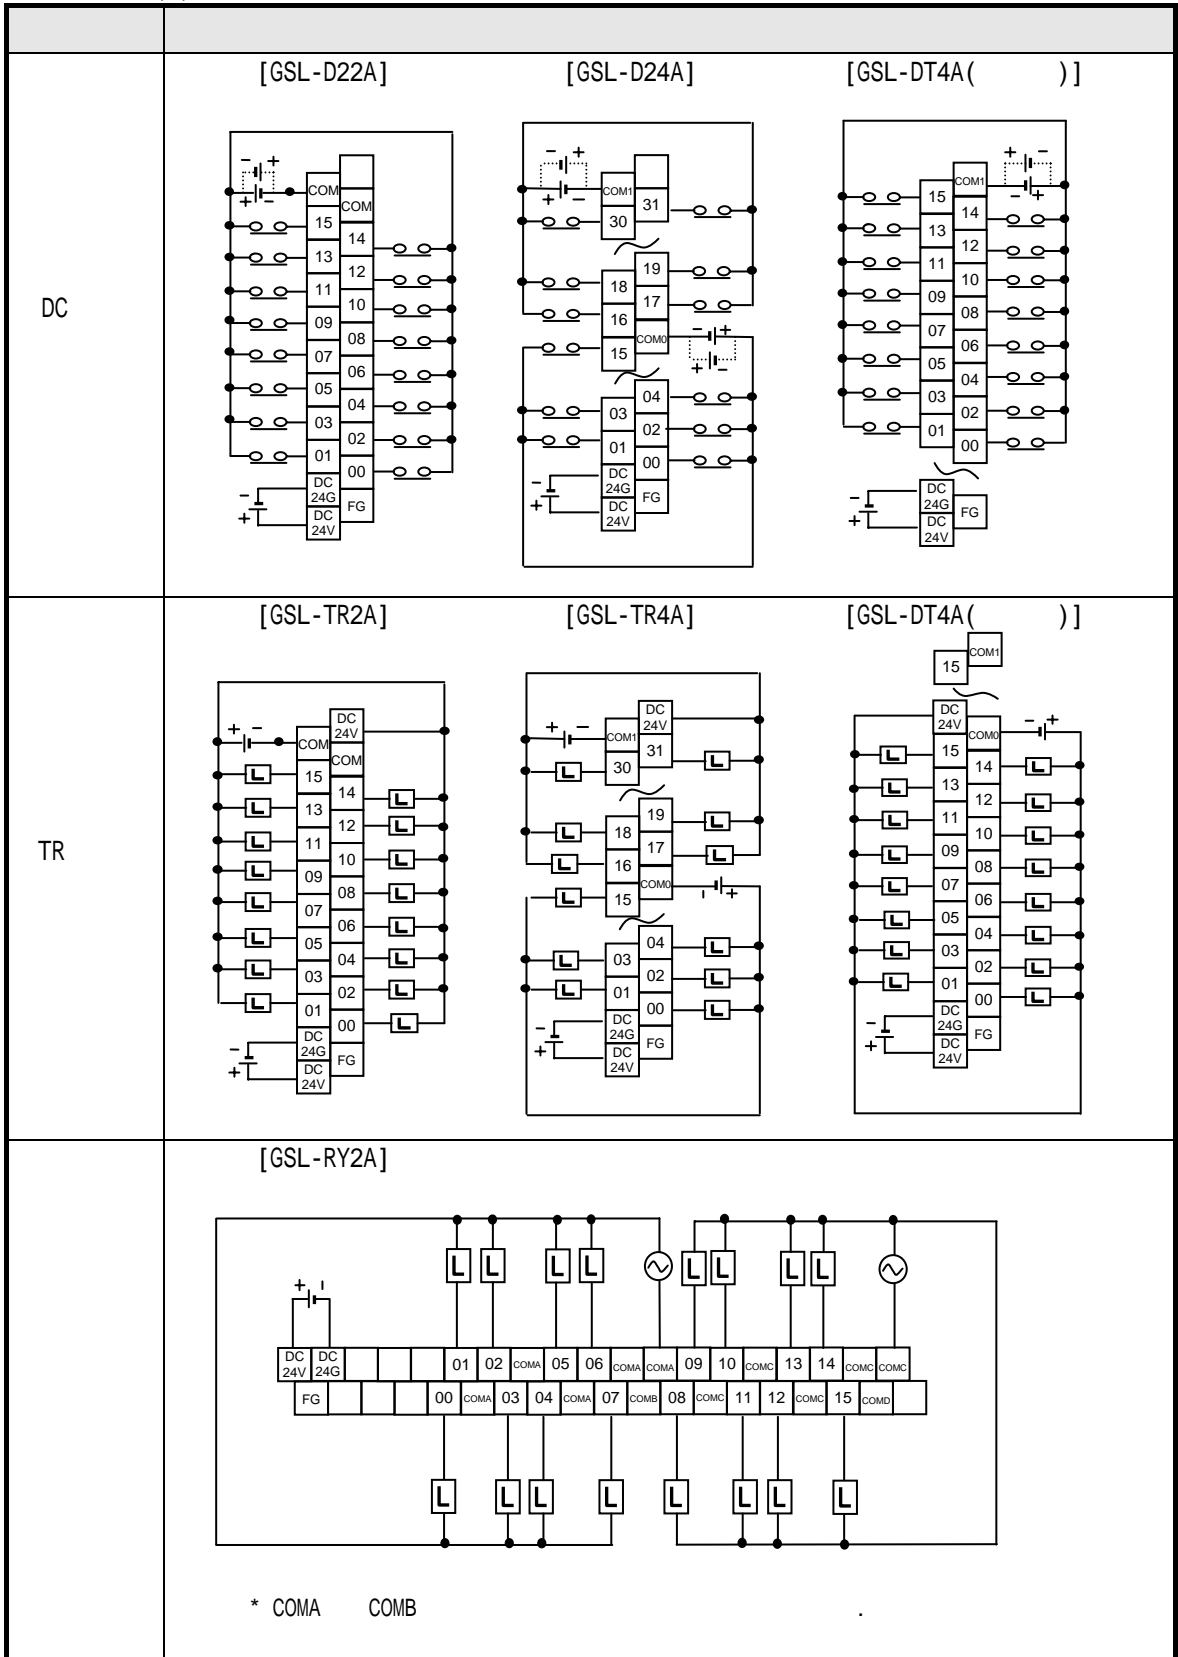 [GSL-D22A] [GSL-D24A] [GSL-DT4A( )]
DC
COM
COM
15
14
13
12
11
10
09
08
07
06
05
04
03
02
01
00
DC 24G
FG
DC 24V
COM1
31
30
19
18
17
16
COM0
15
04
03
02
01
00
DC 24G
FG
DC 24V
COM1
15
14
13
12
11
10
09
08
07
06
05
04
03
02
01
00
DC 24G
FG
DC 24V
[GSL-TR2A] [GSL-TR4A] [GSL-DT4A( )]
TR
DC 24V
COM
COM
15
14
13
12
11
10
09
08
07
06
05
04
03
02
01
00
DC 24G
FG
DC 24V
L L L L L L L L
L L L L L L L L
DC 24V
COM1
31
30
19
18
17
16
COM0
15
04
03
02
01
00
DC 24G
FG
DC 24V
L L L L L L
L L L L L L
COM1
15
DC 24V
COM0
15
14
13
12
11
10
09
08
07
06
05
04
03
02
01
00
DC 24G
FG
DC 24V
L L L L L L L L
L L L L L L L L
[GSL-RY2A]
L L L L L L L L
DC 24V DC 24G 01 02 COMA 05 06 COMA COMA 09 10 COMC 13 14 COMC COMC
FG 00 COMA 03 04 COMA 07 COMB 08 COMC 11 12 COMC 15 COMD
L L L L L L L L
* COMA COMB .